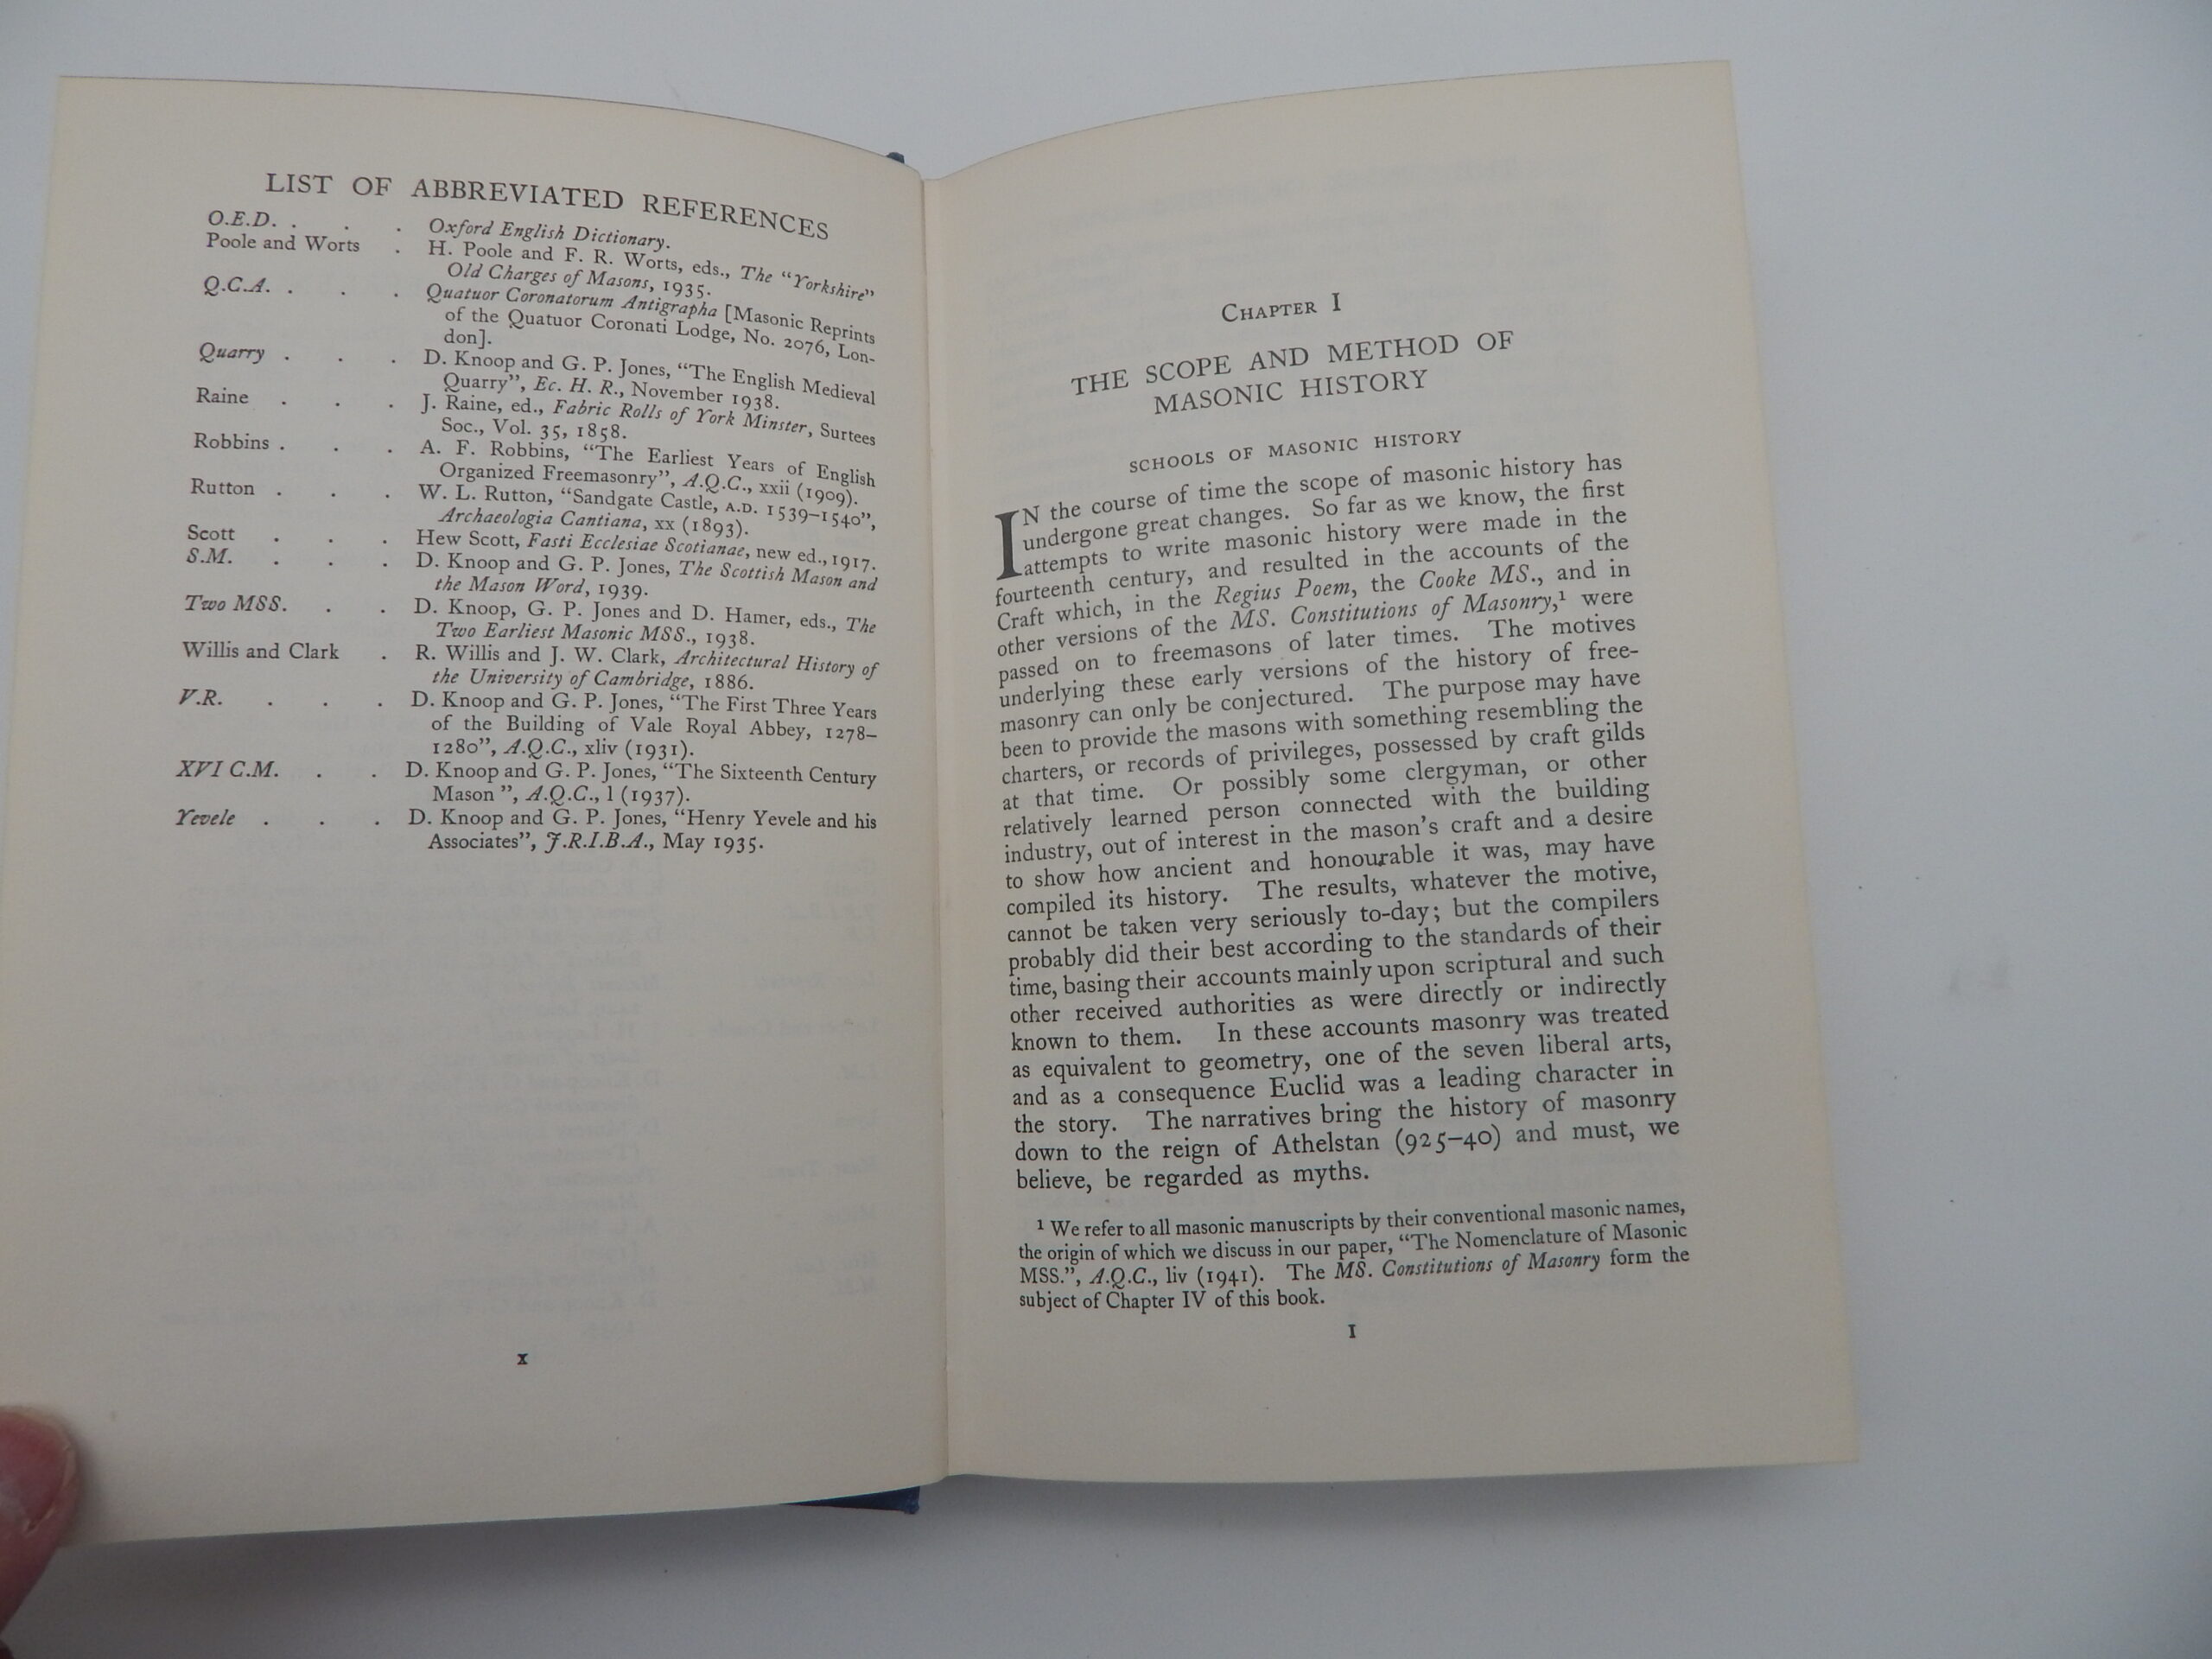 LIST OF ABBREVIATED REFERENCES
O.E.D. . . . Oxford English Dictionary.
Poole and Worts . H. Poole and F. R. Worts, eds., The "Yorkshire"
Old Charges of Masons, 1935.
Q.C.A. . . . Quatuor Coronatorum Antigrapha [Masonic Reprints
of the Quatuor Coronati Lodge, No. 2076, Lon-
don].
Quarry . . . D. Knoop and G. P. Jones, "The English Medieval
Quarry", Ec. H. R., November 1938.
Raine . . . J. Raine, ed., Fabric Rolls of York Minster, Surtees
Soc., Vol. 35, 1858.
Robbins . . . A. F. Robbins, "The Earliest Years of English
Organized Freemasonry", A.Q.C., xxii (1909).
Rutton . . . W. L. Rutton, "Sandgate Castle, A.D. 1539–1540",
Archaeologia Cantiana, xx (1893).
Scott . . . Hew Scott, Fasti Ecclesiae Scotianae, new ed., 1917.
S.M. . . . D. Knoop and G. P. Jones, The Scottish Mason and
the Mason Word, 1939.
Two MSS. . . D. Knoop, G. P. Jones and D. Hamer, eds., The
Two Earliest Masonic MSS., 1938.
Willis and Clark . R. Willis and J. W. Clark, Architectural History of
the University of Cambridge, 1886.
V.R. . . . D. Knoop and G. P. Jones, "The First Three Years
of the Building of Vale Royal Abbey, 1278–
1280", A.Q.C., xliv (1931).
XVI C.M. . . D. Knoop and G. P. Jones, "The Sixteenth Century
Mason", A.Q.C., l (1937).
Yevele . . . D. Knoop and G. P. Jones, "Henry Yevele and his
Associates", J.R.I.B.A., May 1935.
x
CHAPTER I
THE SCOPE AND METHOD OF
MASONIC HISTORY
SCHOOLS OF MASONIC HISTORY
IN the course of time the scope of masonic history has
undergone great changes. So far as we know, the first
attempts to write masonic history were made in the
fourteenth century, and resulted in the accounts of the
Craft which, in the Regius Poem, the Cooke MS., and in
other versions of the MS. Constitutions of Masonry,¹ were
passed on to freemasons of later times. The motives
underlying these early versions of the history of free-
masonry can only be conjectured. The purpose may have
been to provide the masons with something resembling the
charters, or records of privileges, possessed by craft gilds
at that time. Or possibly some clergyman, or other
relatively learned person connected with the building
industry, out of interest in the mason's craft and a desire
to show how ancient and honourable it was, may have
compiled its history. The results, whatever the motive,
cannot be taken very seriously to-day; but the compilers
probably did their best according to the standards of their
time, basing their accounts mainly upon scriptural and such
other received authorities as were directly or indirectly
known to them. In these accounts masonry was treated
as equivalent to geometry, one of the seven liberal arts,
and as a consequence Euclid was a leading character in
the story. The narratives bring the history of masonry
down to the reign of Athelstan (925–40) and must, we
believe, be regarded as myths.
¹ We refer to all masonic manuscripts by their conventional masonic names,
the origin of which we discuss in our paper, "The Nomenclature of Masonic
MSS.", A.Q.C., liv (1941). The MS. Constitutions of Masonry form the
subject of Chapter IV of this book.
1